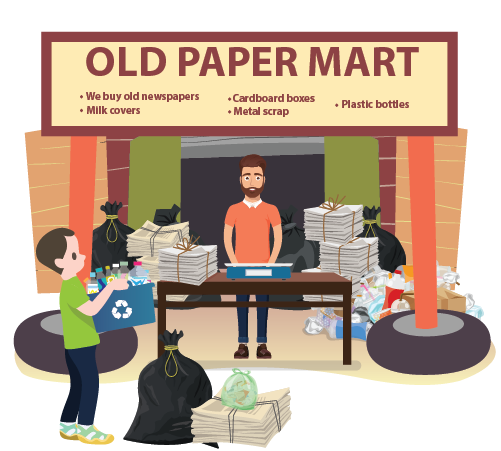 OLD PAPER MART
• We buy old newspapers
• Milk covers
• Cardboard boxes
• Metal scrap
• Plastic bottles